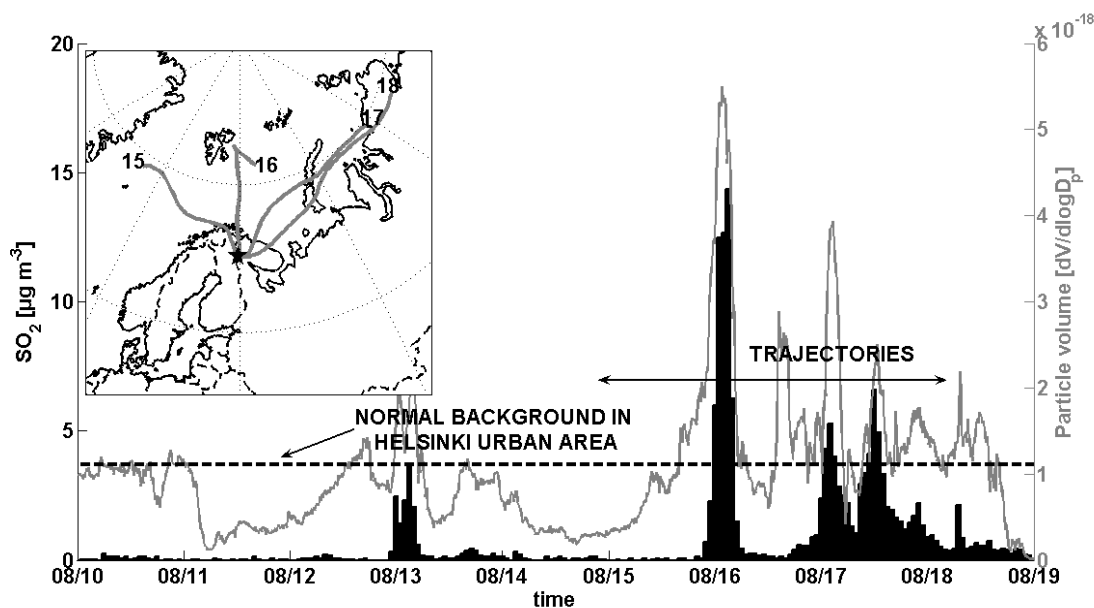 x 10-18
20
15
10
5
0
SO2 [µg m-3]
15
16
17
18
TRAJECTORIES
NORMAL BACKGROUND IN
HELSINKI URBAN AREA
6
5
4
3
2
1
0
Particle volume [dV/dlogDp]
08/10 08/11 08/12 08/13 08/14 08/15 08/16 08/17 08/18 08/19
time